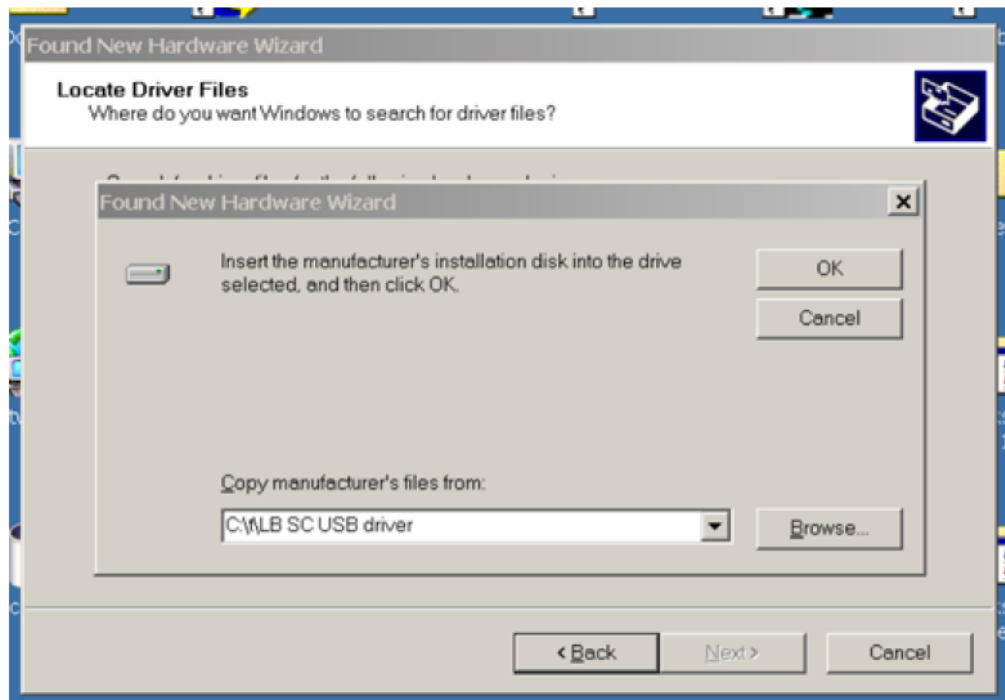 Found New Hardware Wizard
Locate Driver Files
Where do you want Windows to search for driver files?
Found New Hardware Wizard
Insert the manufacturer's installation disk into the drive
selected, and then click OK.
OK
Cancel
Copy manufacturer's files from:
C:\f\LB SC USB driver
Browse...
< Back
Next >
Cancel